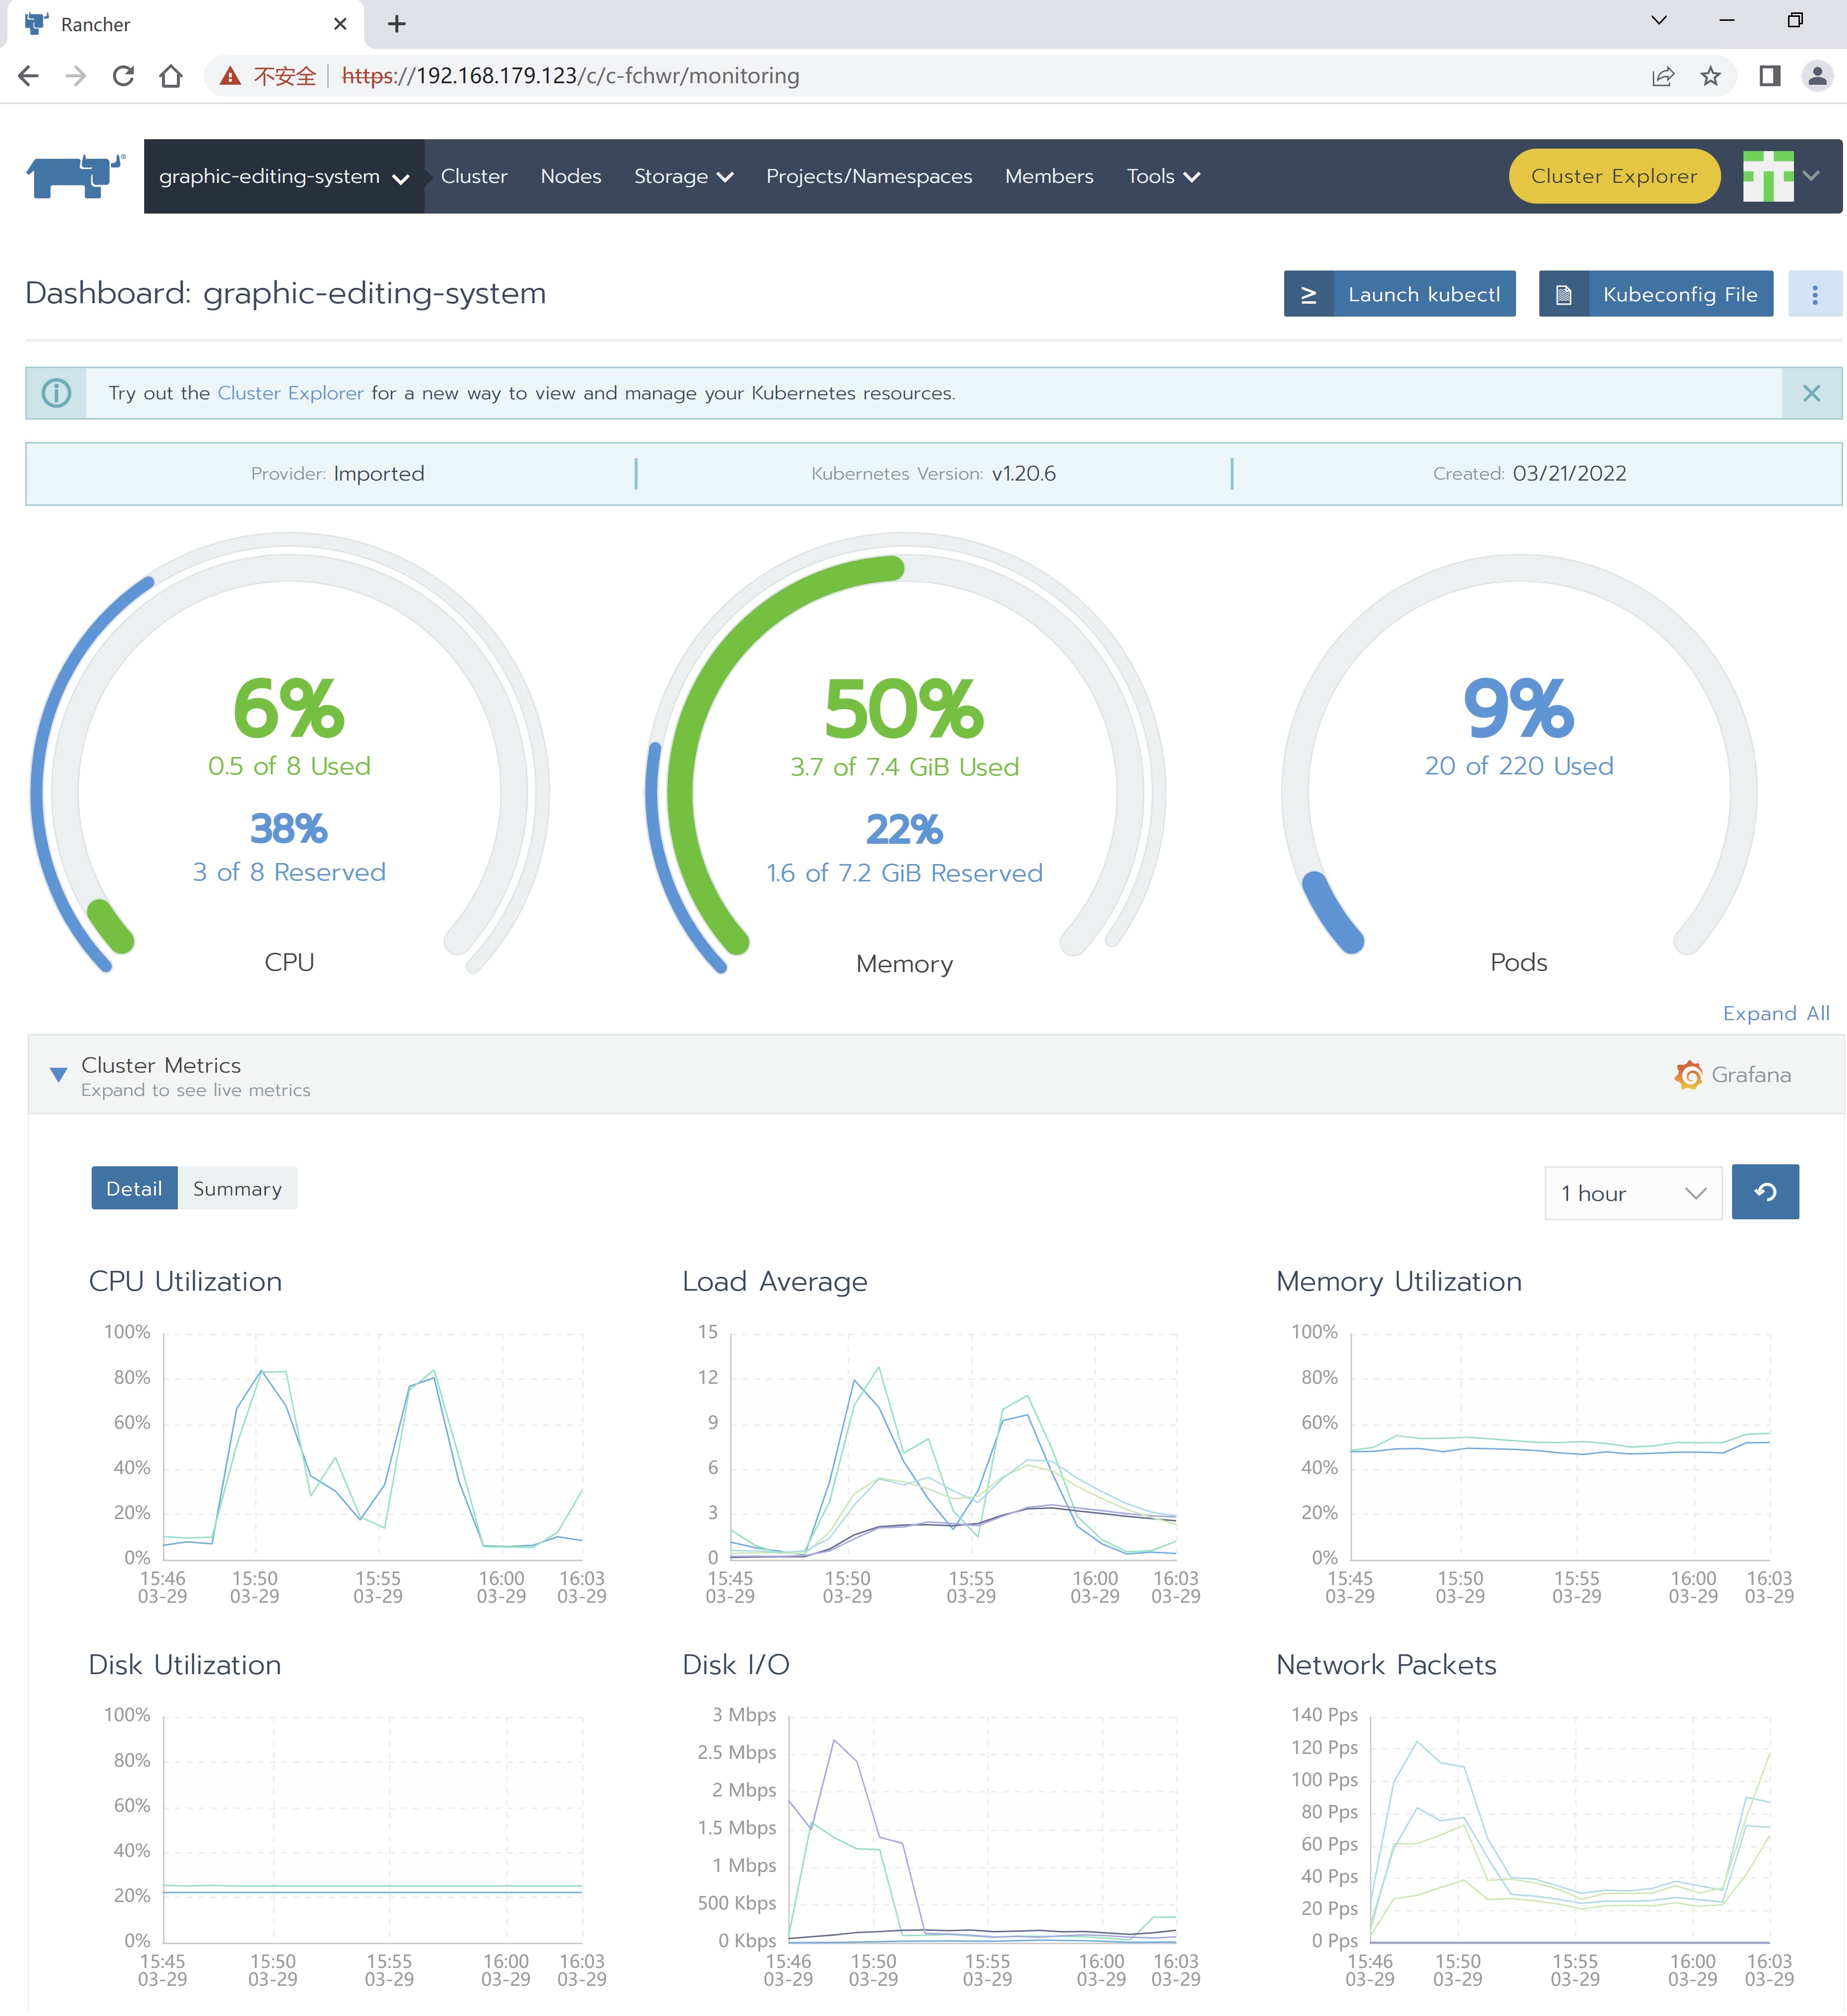 Rancher
不安全 https://192.168.179.123/c/c-fchwr/monitoring
graphic-editing-system Cluster Nodes Storage Projects/Namespaces Members Tools Cluster Explorer
Dashboard: graphic-editing-system Launch kubectl Kubeconfig File
Try out the Cluster Explorer for a new way to view and manage your Kubernetes resources.
Provider: Imported Kubernetes Version: v1.20.6 Created: 03/21/2022
6%
0.5 of 8 Used
38%
3 of 8 Reserved
CPU
50%
3.7 of 7.4 GiB Used
22%
1.6 of 7.2 GiB Reserved
Memory
9%
20 of 220 Used
Pods
Expand All
Cluster Metrics
Expand to see live metrics
Grafana
Detail Summary 1 hour
CPU Utilization
100%
80%
60%
40%
20%
0%
15:46 15:50 15:55 16:00 16:03
03-29 03-29 03-29 03-29 03-29
Load Average
15
12
9
6
3
0
15:45 15:50 15:55 16:00 16:03
03-29 03-29 03-29 03-29 03-29
Memory Utilization
100%
80%
60%
40%
20%
0%
15:45 15:50 15:55 16:00 16:03
03-29 03-29 03-29 03-29 03-29
Disk Utilization
100%
80%
60%
40%
20%
0%
15:45 15:50 15:55 16:00 16:03
03-29 03-29 03-29 03-29 03-29
Disk I/O
3 Mbps
2.5 Mbps
2 Mbps
1.5 Mbps
1 Mbps
500 Kbps
0 Kbps
15:46 15:50 15:55 16:00 16:03
03-29 03-29 03-29 03-29 03-29
Network Packets
140 Pps
120 Pps
100 Pps
80 Pps
60 Pps
40 Pps
20 Pps
0 Pps
15:46 15:50 15:55 16:00 16:03
03-29 03-29 03-29 03-29 03-29